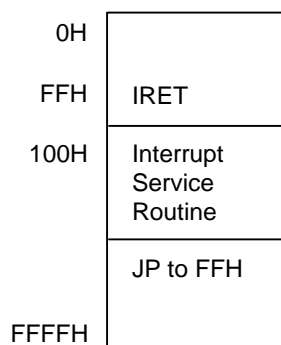 0H
FFH IRET
100H Interrupt
Service
Routine
JP to FFH
FFFFH